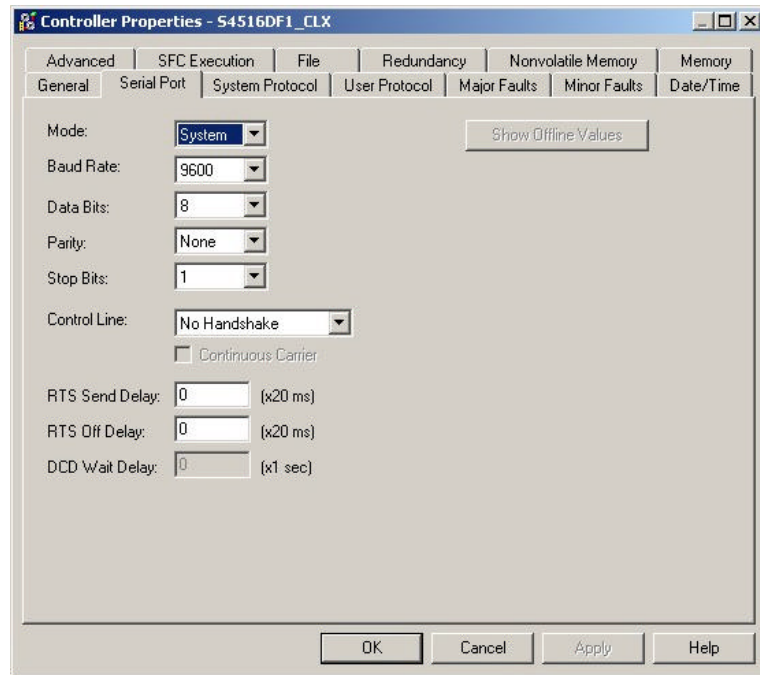 Controller Properties - S4516DF1_CLX
Advanced SFC Execution File Redundancy Nonvolatile Memory Memory
General Serial Port System Protocol User Protocol Major Faults Minor Faults Date/Time
Mode: System Show Offline Values
Baud Rate: 9600
Data Bits: 8
Parity: None
Stop Bits: 1
Control Line: No Handshake
Continuous Carrier
RTS Send Delay: 0 (x20 ms)
RTS Off Delay: 0 (x20 ms)
DCD Wait Delay: 0 (x1 sec)
OK Cancel Apply Help